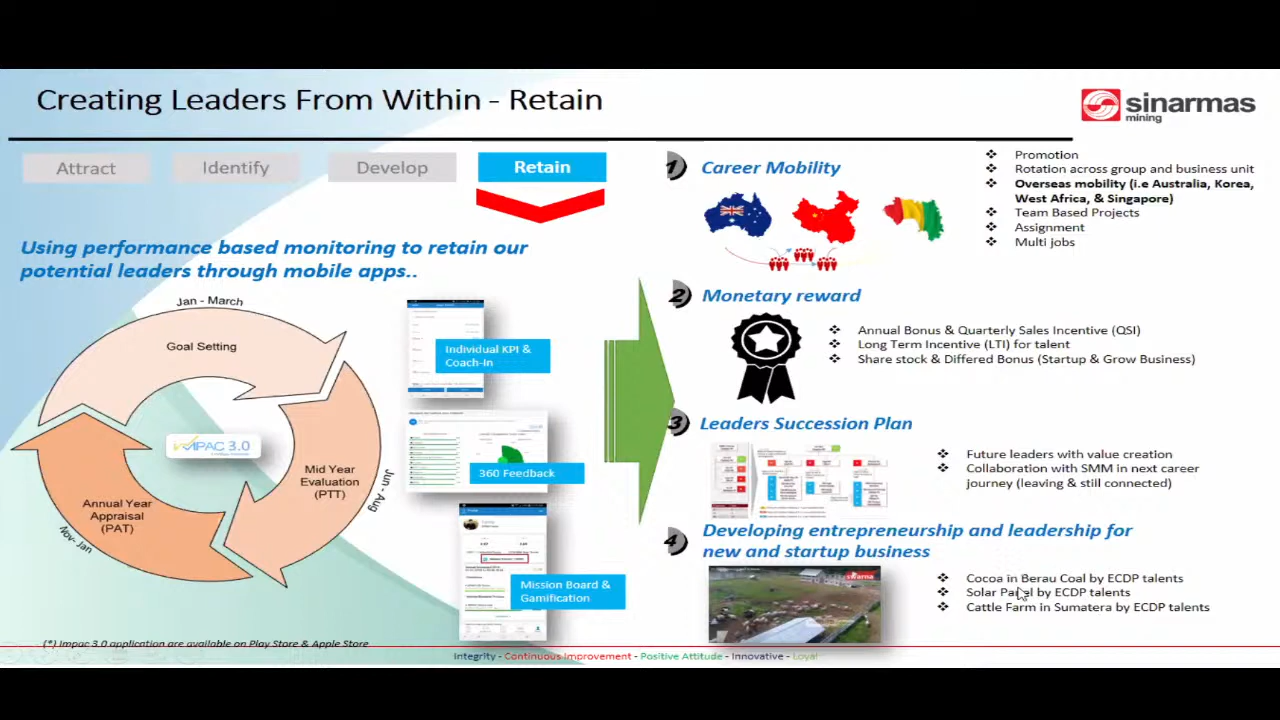 Creating Leaders From Within - Retain
sinarmas
mining
Attract
Identify
Develop
Retain
Using performance based monitoring to retain our
potential leaders through mobile apps..
Jan - March
Goal Setting
Mid Year
Evaluation
(PTT)
Jun - Aug
Annual Year
Appraisal
(PAT)
Nov- Jan
IMPAC 3.0
Individual KPI &
Coach-In
360 Feedback
Mission Board &
Gamification
(*) Impac 3.0 application are available on Play Store & Apple Store
1
Career Mobility
❖ Promotion
❖ Rotation across group and business unit
❖ Overseas mobility (i.e Australia, Korea,
West Africa, & Singapore)
❖ Team Based Projects
❖ Assignment
❖ Multi jobs
2
Monetary reward
❖ Annual Bonus & Quarterly Sales Incentive (QSI)
❖ Long Term Incentive (LTI) for talent
❖ Share stock & Differed Bonus (Startup & Grow Business)
3
Leaders Succession Plan
❖ Future leaders with value creation
❖ Collaboration with SMM in next career
journey (leaving & still connected)
4
Developing entrepreneurship and leadership for
new and startup business
❖ Cocoa in Berau Coal by ECDP talents
❖ Solar Panel by ECDP talents
❖ Cattle Farm in Sumatera by ECDP talents
Integrity - Continuous Improvement - Positive Attitude - Innovative - Loyal